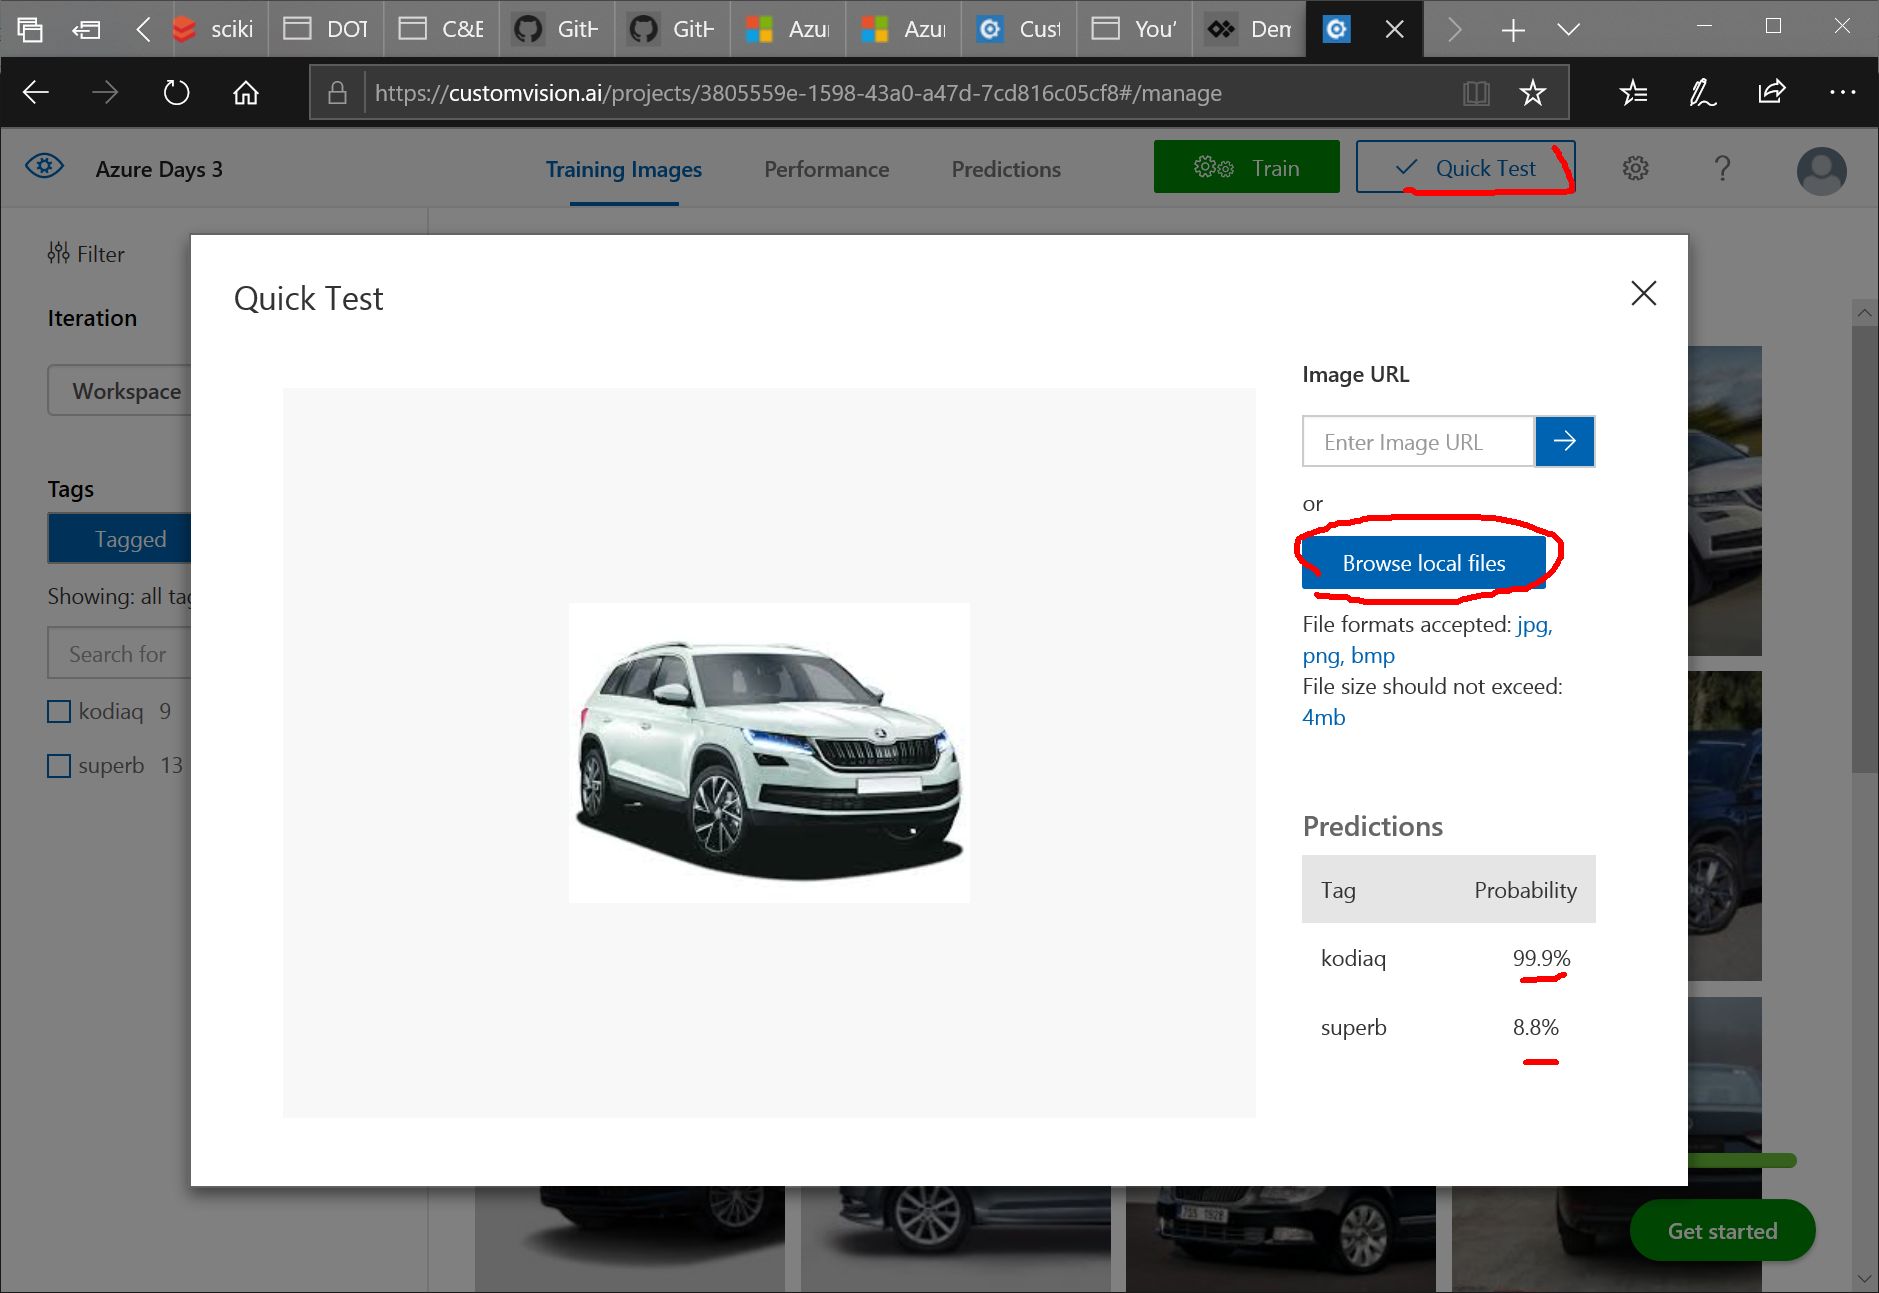 sciki
DOT
C&E
GitH
GitH
Azu
Azu
Cust
You'
Dem
https://customvision.ai/projects/3805559e-1598-43a0-a47d-7cd816c05cf8#/manage
Azure Days 3
Training Images
Performance
Predictions
Train
Quick Test
?
Filter
Iteration
Workspace
Tags
Tagged
Showing: all tag
Search for
kodiaq 9
superb 13
Quick Test
Image URL
Enter Image URL
or
Browse local files
File formats accepted: jpg,
png, bmp
File size should not exceed:
4mb
Predictions
Tag Probability
kodiaq 99.9%
superb 8.8%
Get started